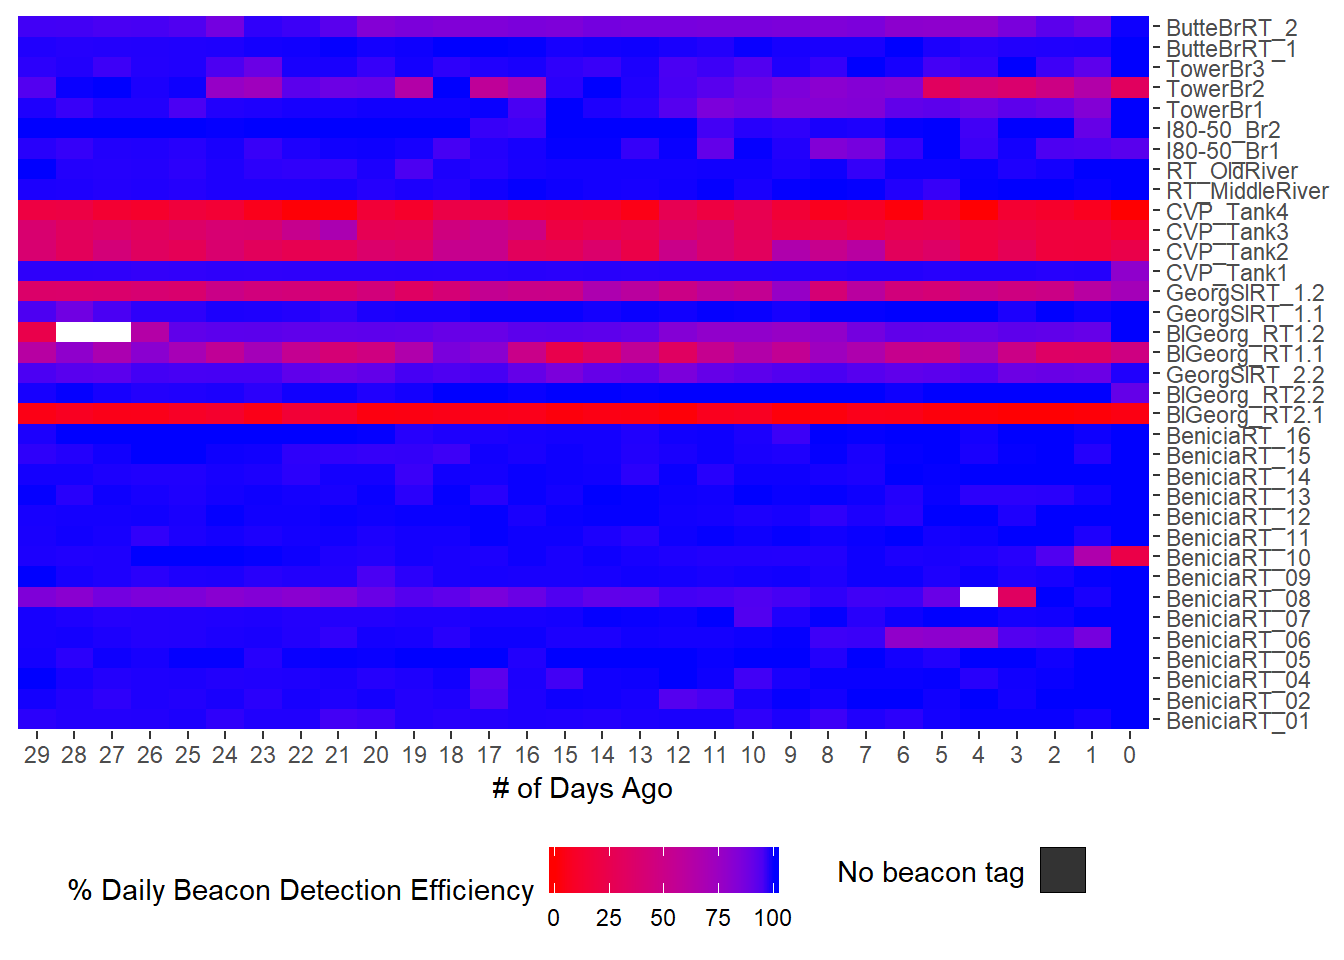 ButteBrRT_2
ButteBrRT_1
TowerBr3
TowerBr2
TowerBr1
I80-50_Br2
I80-50_Br1
RT_OldRiver
RT_MiddleRiver
CVP_Tank4
CVP_Tank3
CVP_Tank2
CVP_Tank1
GeorgSlRT_1.2
GeorgSlRT_1.1
BlGeorg_RT1.2
BlGeorg_RT1.1
GeorgSlRT_2.2
BlGeorg_RT2.2
BlGeorg_RT2.1
BeniciaRT_16
BeniciaRT_15
BeniciaRT_14
BeniciaRT_13
BeniciaRT_12
BeniciaRT_11
BeniciaRT_10
BeniciaRT_09
BeniciaRT_08
BeniciaRT_07
BeniciaRT_06
BeniciaRT_05
BeniciaRT_04
BeniciaRT_02
BeniciaRT_01
29 28 27 26 25 24 23 22 21 20 19 18 17 16 15 14 13 12 11 10 9 8 7 6 5 4 3 2 1 0
# of Days Ago
% Daily Beacon Detection Efficiency
0 25 50 75 100
No beacon tag